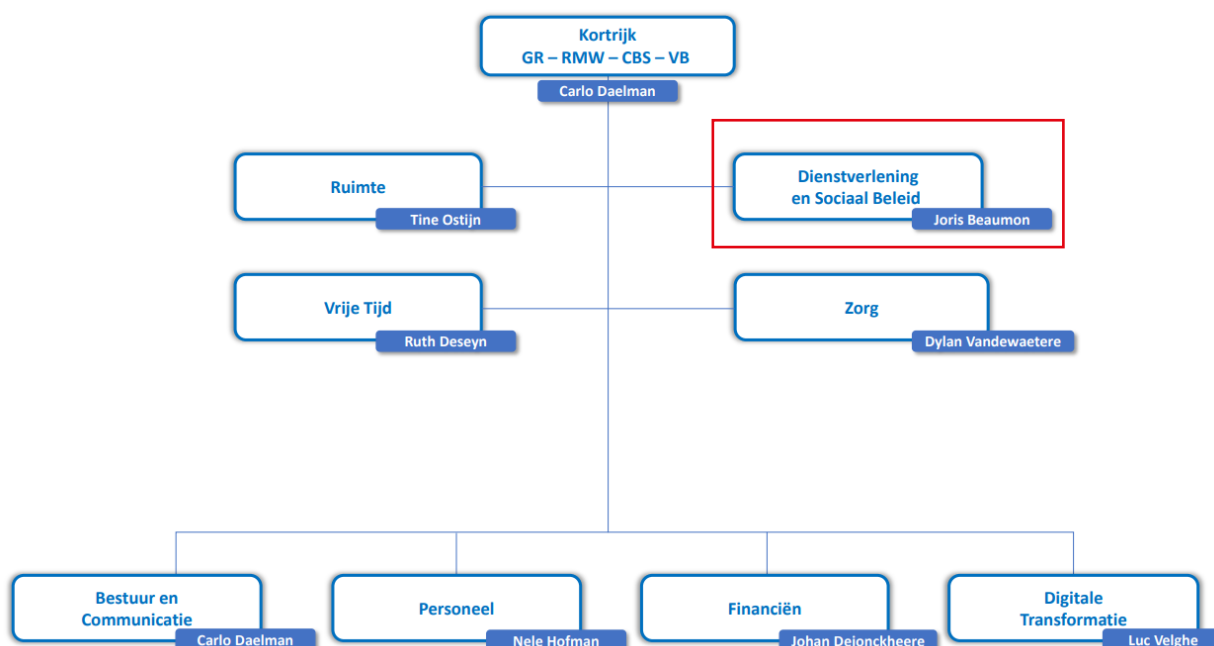 Kortrijk
GR – RMW – CBS – VB
Carlo Daelman
Ruimte
Tine Ostijn
Dienstverlening
en Sociaal Beleid
Joris Beaumon
Vrije Tijd
Ruth Deseyn
Zorg
Dylan Vandewaetere
Bestuur en
Communicatie
Carlo Daelman
Personeel
Nele Hofman
Financiën
Johan Dejonckheere
Digitale
Transformatie
Luc Velghe